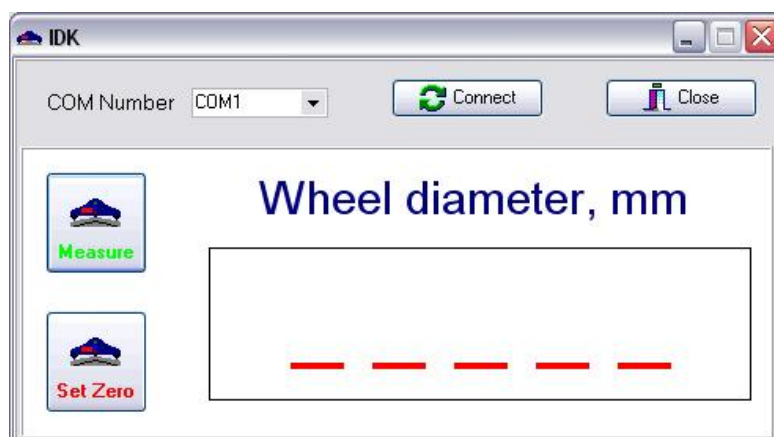 IDK
COM Number COM1 Connect Close
Wheel diameter, mm
Measure
Set Zero